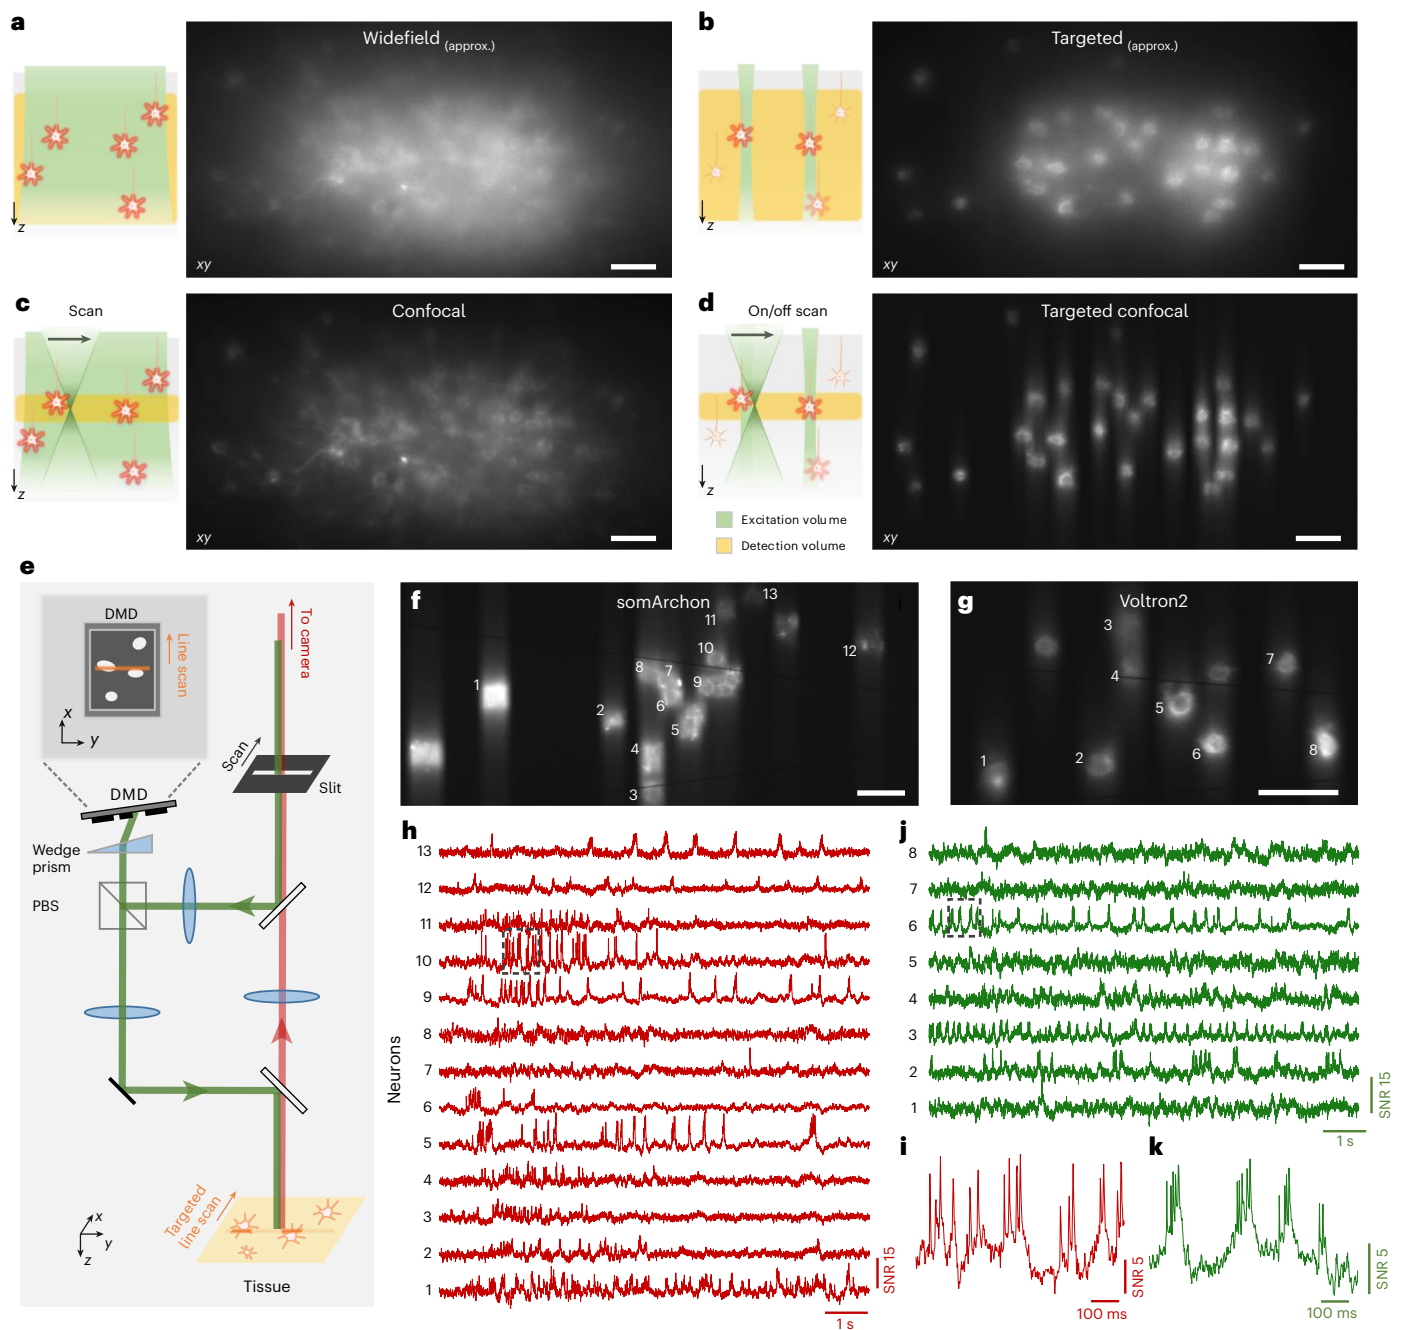 a
Widefield (approx.)
z
xy
b
Targeted (approx.)
z
xy
c
Scan
Confocal
z
xy
d
On/off scan
Targeted confocal
z
Excitation volume
Detection volume
xy
e
DMD
Line scan
x
y
To camera
Scan
Slit
DMD
Wedge
prism
PBS
Targeted
line scan
x
y
z
Tissue
f
somArchon
13
11
10
12
8
7
9
1
6
2
5
4
3
g
Voltron2
3
7
4
5
1
2
6
8
h
Neurons
13
12
11
10
9
8
7
6
5
4
3
2
1
SNR 15
1 s
j
8
7
6
5
4
3
2
1
SNR 15
1 s
i
SNR 5
100 ms
k
SNR 5
100 ms